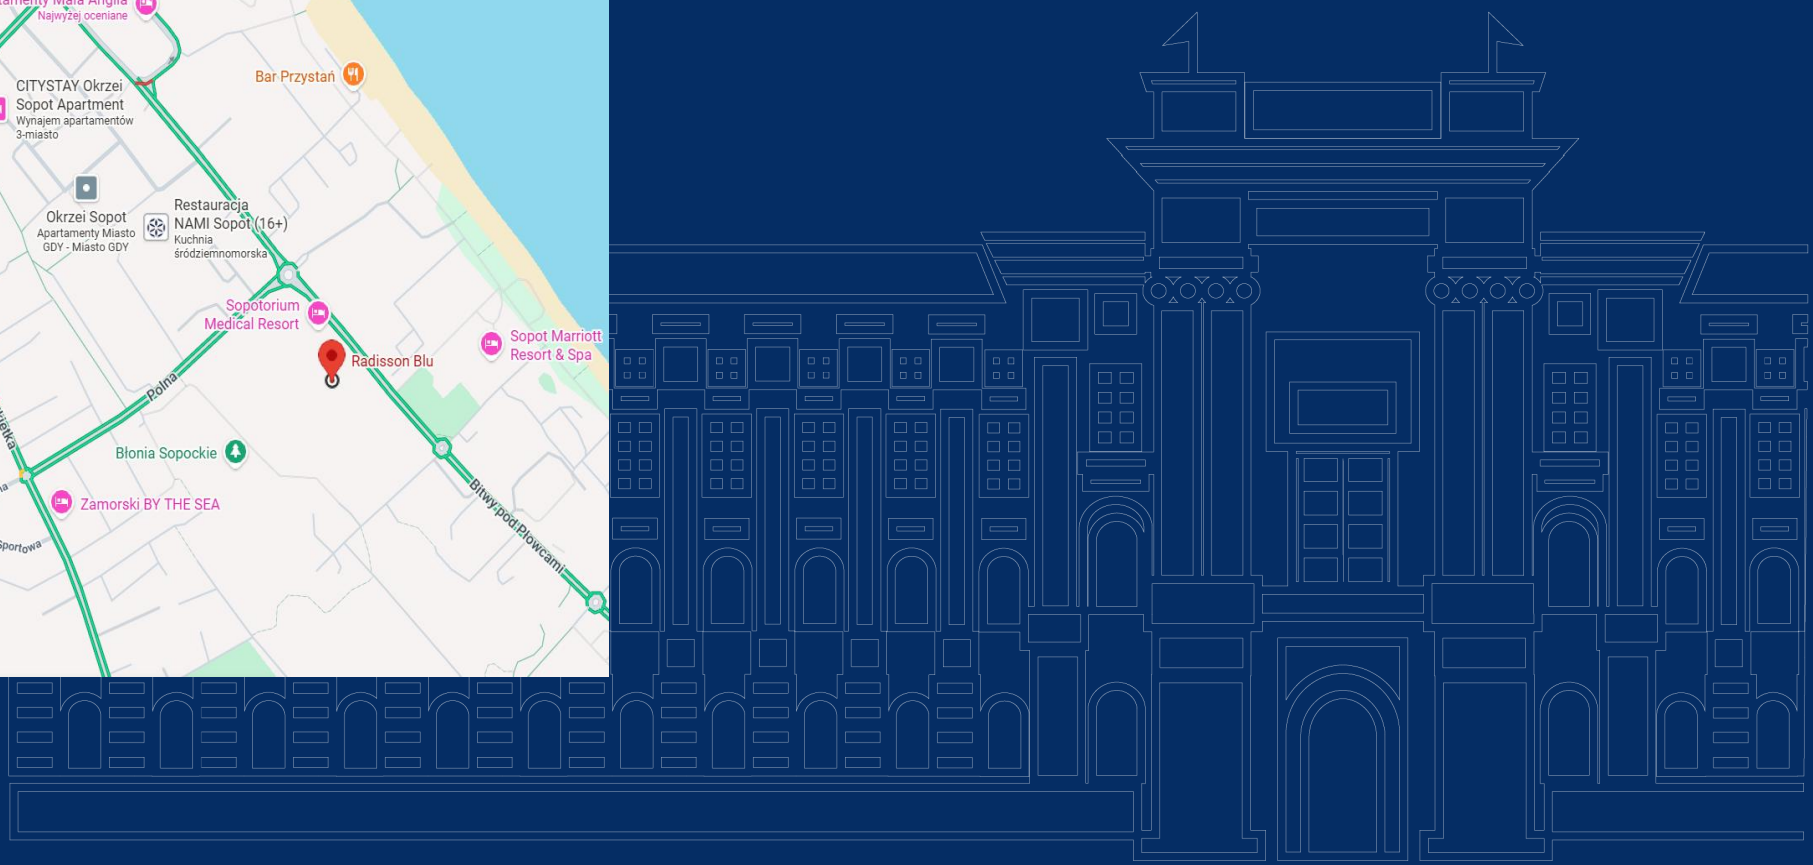 Najwyżej oceniane
Bar Przystań
CITYSTAY Okrzei
Sopot Apartment
Wynajem apartamentów
3-miasto
Okrzei Sopot
Apartamenty Miasto
GDY - Miasto GDY
Restauracja
NAMI Sopot (16+)
Kuchnia
śródziemnomorska
Sopotorium
Medical Resort
Sopot Marriott
Resort & Spa
Radisson Blu
Polna
Błonia Sopockie
Zamorski BY THE SEA
Bitwy pod Płowcami
Sportowa